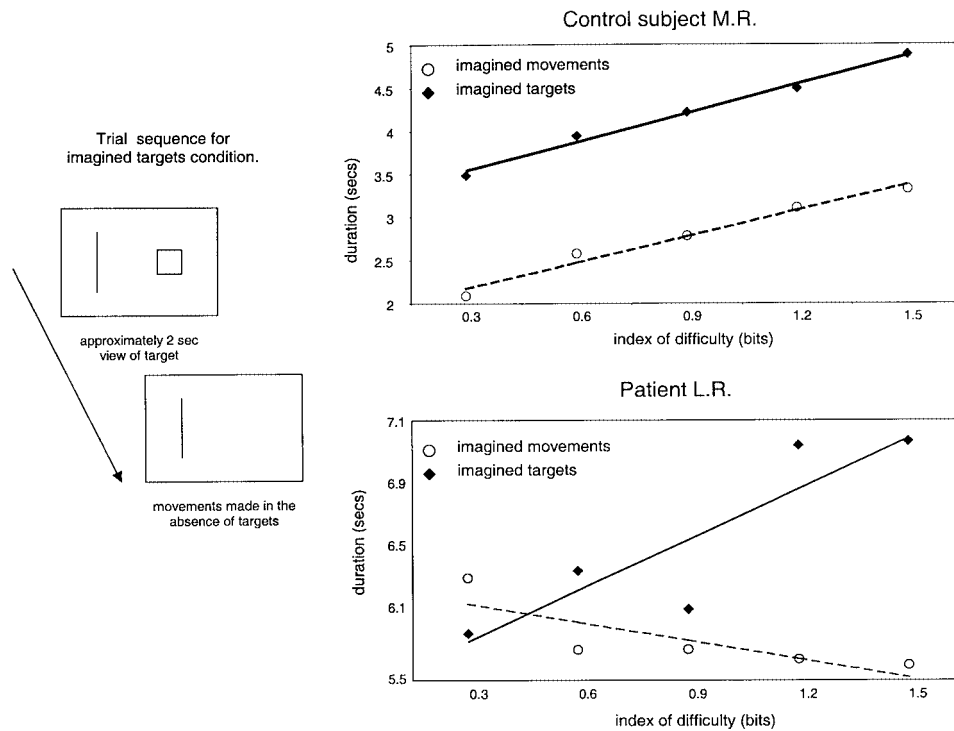 Trial sequence for
imagined targets condition.
approximately 2 sec
view of target
movements made in the
absence of targets
Control subject M.R.
imagined movements
imagined targets
duration (secs)
5
4.5
4
3.5
3
2.5
2
0.3 0.6 0.9 1.2 1.5
index of difficulty (bits)
Patient L.R.
imagined movements
imagined targets
duration (secs)
7.1
6.9
6.5
6.1
5.5
0.3 0.6 0.9 1.2 1.5
index of difficulty (bits)